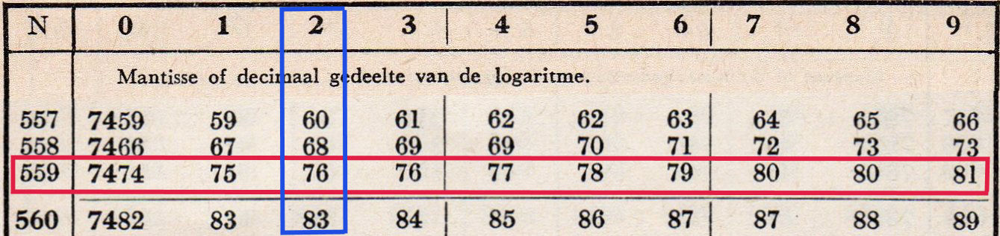 N 0 1 2 3 4 5 6 7 8 9
Mantisse of decimaal gedeelte van de logaritme.
557 7459 59 60 61 62 62 63 64 65 66
558 7466 67 68 69 69 70 71 72 73 73
559 7474 75 76 76 77 78 79 80 80 81
560 7482 83 83 84 85 86 87 87 88 89